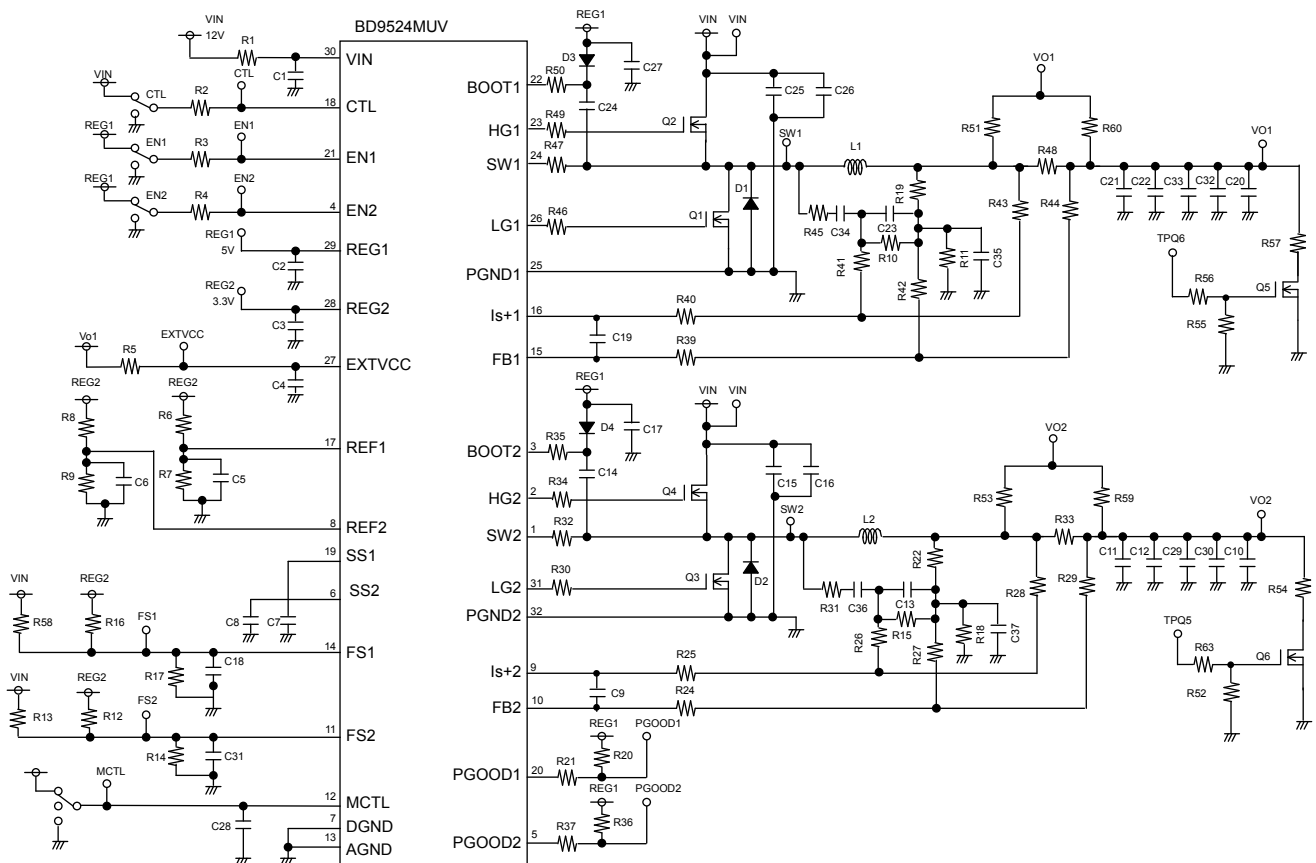 BD9524MUV
VIN
12V
R1
C1
30
VIN
VIN
CTL
R2
CTL
18
CTL
REG1
EN1
R3
EN1
21
EN1
REG1
EN2
R4
EN2
4
EN2
REG1
5V
C2
29
REG1
REG2
3.3V
C3
28
REG2
Vo1
R5
EXTVCC
C4
27
EXTVCC
REG2
R8
R9
C6
REG2
R6
R7
C5
17
REF1
8
REF2
19
SS1
6
SS2
C8
C7
VIN
R58
REG2
R16
FS1
R17
C18
14
FS1
VIN
R13
REG2
R12
FS2
R14
C31
11
FS2
MCTL
C28
12
MCTL
7
DGND
13
AGND
REG1
D3
C27
VIN
VIN
BOOT1
22
R50
C24
C25
C26
HG1
23
R49
Q2
SW1
24
R47
SW1
L1
VO1
R51
R60
R48
VO1
C21
C22
C33
C32
C20
LG1
26
R46
Q1
D1
R45
C34
C23
R10
R19
R11
C35
R41
R42
R43
R44
R57
TPQ6
R56
Q5
R55
PGND1
25
Is+1
16
R40
C19
FB1
15
R39
REG1
D4
C17
VIN
VIN
BOOT2
3
R35
C14
C15
C16
HG2
2
R34
Q4
SW2
1
R32
SW2
L2
VO2
R53
R59
R33
VO2
C11
C12
C29
C30
C10
LG2
31
R30
Q3
D2
R31
C36
C13
R15
R22
R18
C37
R26
R27
R28
R29
R54
TPQ5
R63
Q6
R52
PGND2
32
Is+2
9
R25
C9
FB2
10
R24
REG1
R20
PGOOD1
PGOOD1
20
R21
REG1
R36
PGOOD2
PGOOD2
5
R37